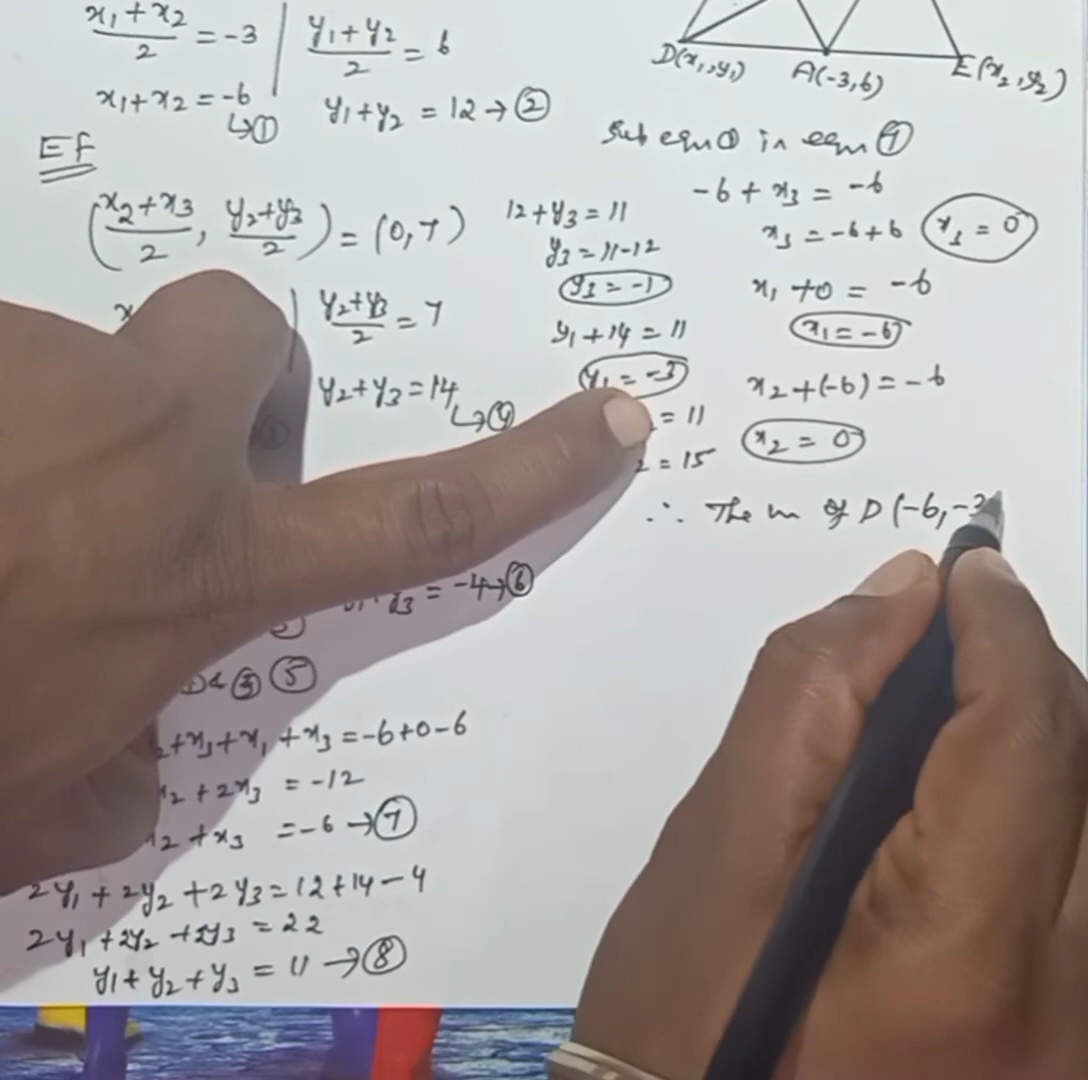 x₁+x₂/2 = -3 | y₁+y₂/2 = 6
x₁+x₂ = -6
↳①
y₁+y₂ = 12 → ②
EF
(x₂+x₃/2, y₂+y₃/2) = (0,7)
y₂+y₃/2 = 7
y₂+y₃ = 14
↳④
y₃ = -4 → ⑥
⑤
₂+x₃+x₁+x₃ = -6+0-6
x₂ + 2x₃ = -12
x₂ + x₃ = -6 → ⑦
2y₁ + 2y₂ + 2y₃ = 12+14-4
2y₁ + 2y₂ + 2y₃ = 22
y₁ + y₂ + y₃ = 11 → ⑧
12+y₃ = 11
y₃ = 11-12
y₃ = -1
y₁+14 = 11
y₁ = -3
= 11
₂ = 15
D(x₁,y₁) A(-3,6) E(x₂,y₂)
Sub eqn ① in eqn ⑦
-6 + x₃ = -6
x₃ = -6+6 x₃ = 0
x₁ + 0 = -6
x₁ = -6
x₂ + (-6) = -6
x₂ = 0
∴ The of D (-6,-3